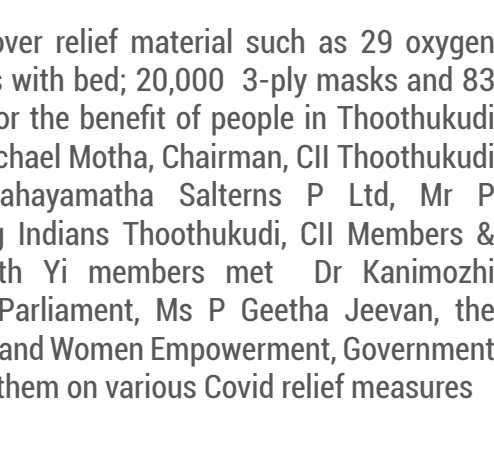 over relief material such as 29 oxygen
with bed; 20,000 3-ply masks and 83
or the benefit of people in Thoothukudi
chael Motha, Chairman, CII Thoothukudi
ahayamatha Salterns P Ltd, Mr P
g Indians Thoothukudi, CII Members &
th Yi members met Dr Kanimozhi
Parliament, Ms P Geetha Jeevan, the
and Women Empowerment, Government
them on various Covid relief measures